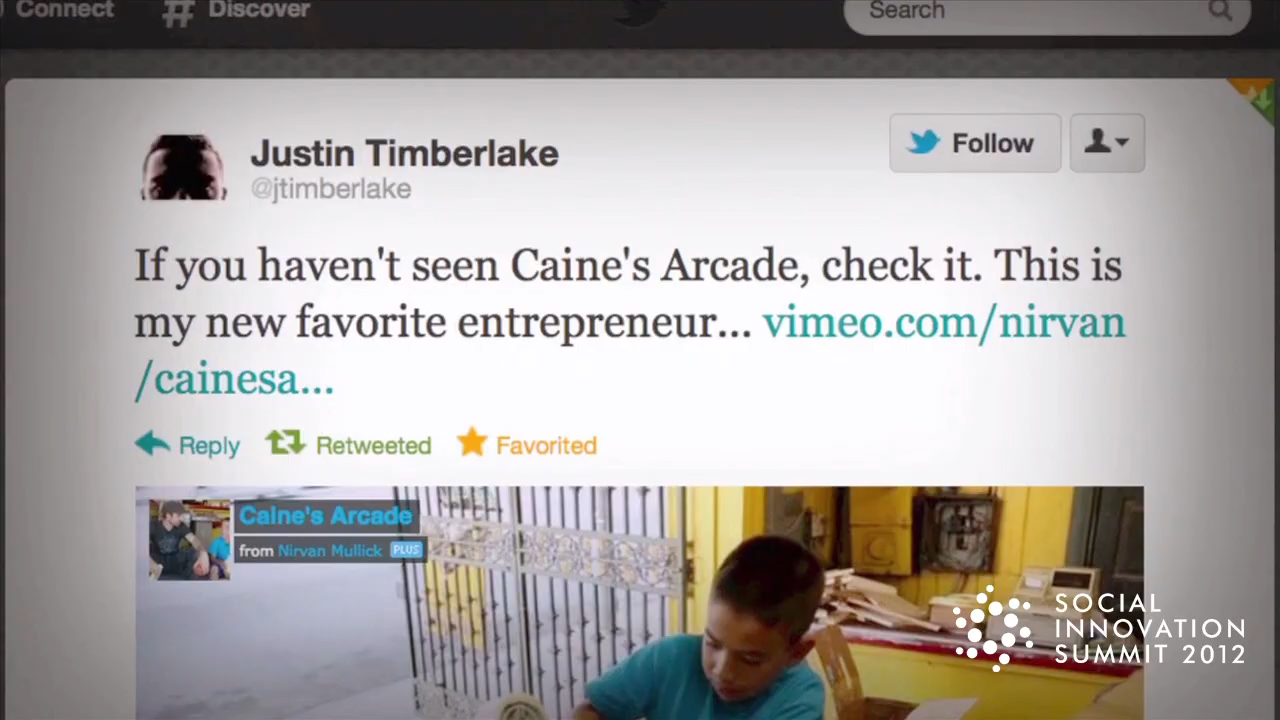 Connect # Discover Search
Justin Timberlake Follow
@jtimberlake
If you haven't seen Caine's Arcade, check it. This is
my new favorite entrepreneur... vimeo.com/nirvan
/cainesa...
Reply Retweeted Favorited
Caine's Arcade
from Nirvan Mullick PLUS
SOCIAL
INNOVATION
SUMMIT 2012